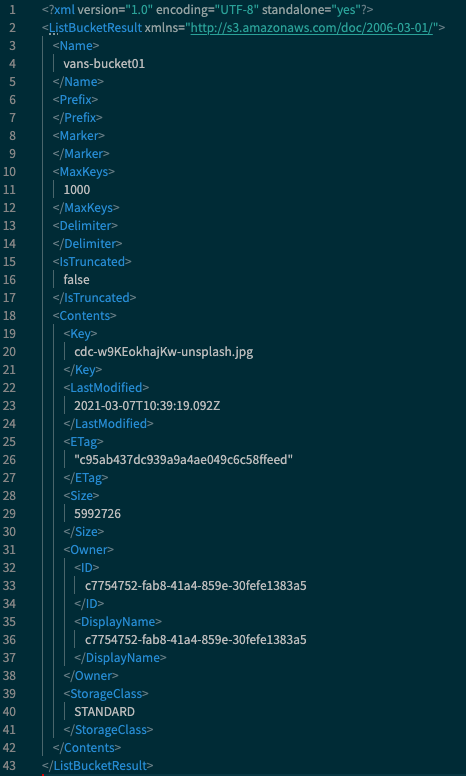 1 <?xml version="1.0" encoding="UTF-8" standalone="yes"?>
2 <ListBucketResult xmlns="http://s3.amazonaws.com/doc/2006-03-01/">
3 <Name>
4 vans-bucket01
5 </Name>
6 <Prefix>
7 </Prefix>
8 <Marker>
9 </Marker>
10 <MaxKeys>
11 1000
12 </MaxKeys>
13 <Delimiter>
14 </Delimiter>
15 <IsTruncated>
16 false
17 </IsTruncated>
18 <Contents>
19 <Key>
20 cdc-w9KEokhajKw-unsplash.jpg
21 </Key>
22 <LastModified>
23 2021-03-07T10:39:19.092Z
24 </LastModified>
25 <ETag>
26 "c95ab437dc939a9a4ae049c6c58ffeed"
27 </ETag>
28 <Size>
29 5992726
30 </Size>
31 <Owner>
32 <ID>
33 c7754752-fab8-41a4-859e-30fefe1383a5
34 </ID>
35 <DisplayName>
36 c7754752-fab8-41a4-859e-30fefe1383a5
37 </DisplayName>
38 </Owner>
39 <StorageClass>
40 STANDARD
41 </StorageClass>
42 </Contents>
43 </ListBucketResult>